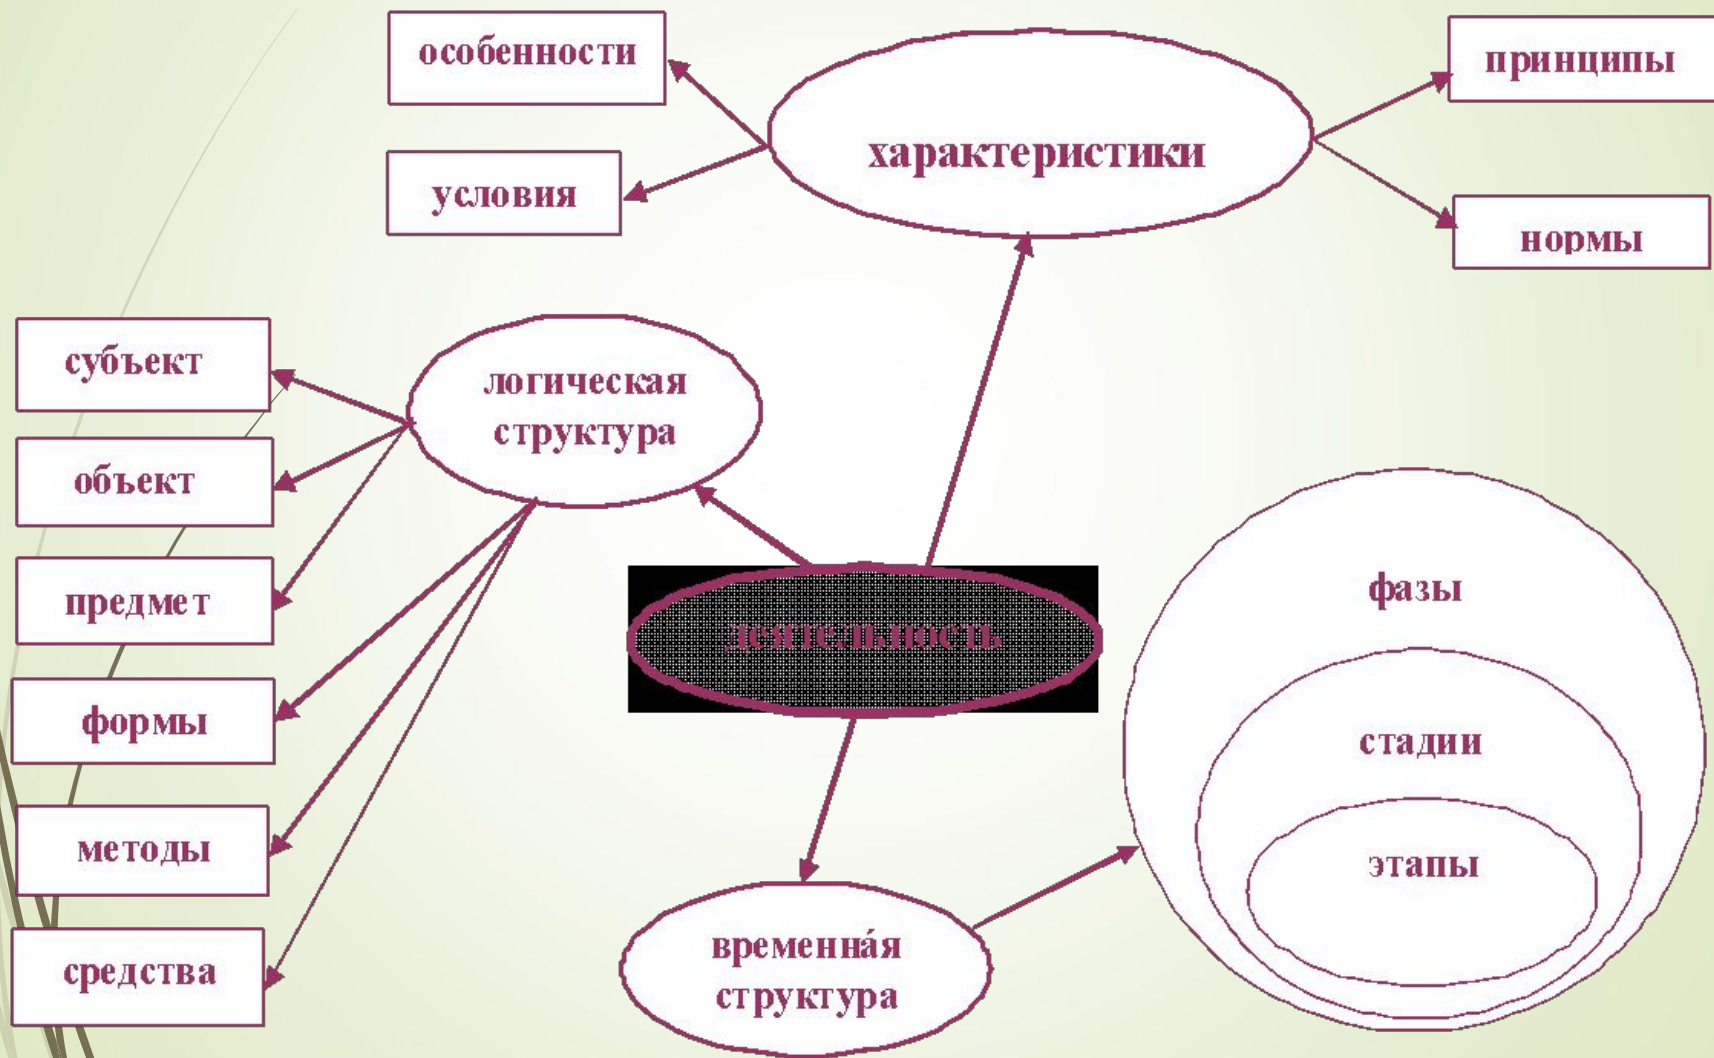 особенности
принципы
характеристики
условия
нормы
субъект
логическая
структура
объект
предмет
фазы
деятельность
формы
стадии
методы
этапы
временна́я
структура
средства